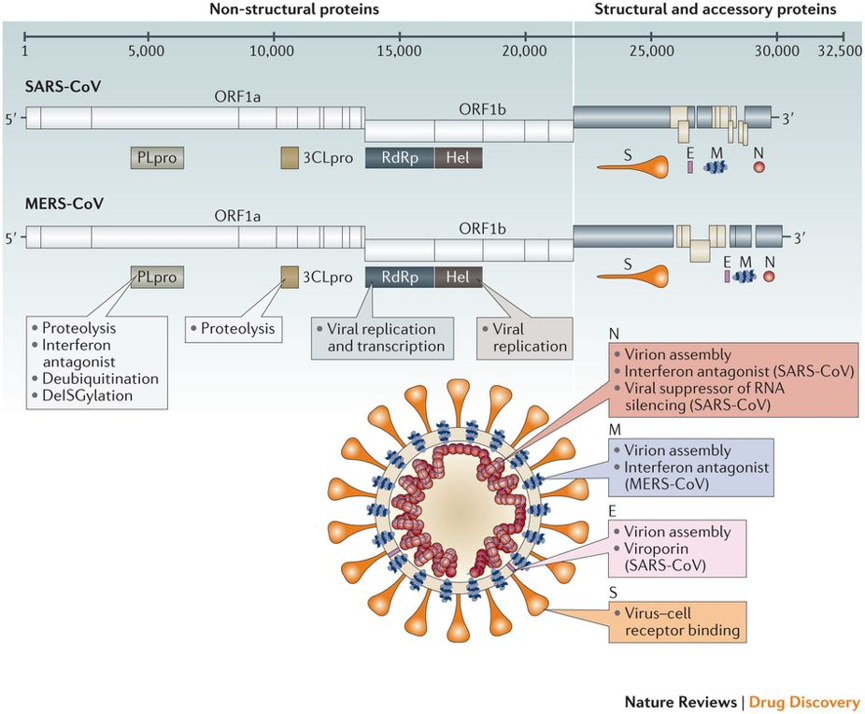 Non-structural proteins
Structural and accessory proteins
1 5,000 10,000 15,000 20,000 25,000 30,000 32,500
SARS-CoV
ORF1a
ORF1b
5′
3′
PLpro
3CLpro
RdRp
Hel
S
E
M
N
MERS-CoV
ORF1a
ORF1b
5′
3′
PLpro
3CLpro
RdRp
Hel
S
E
M
N
• Proteolysis
• Interferon
antagonist
• Deubiquitination
• DeISGylation
• Proteolysis
• Viral replication
and transcription
• Viral
replication
N
• Virion assembly
• Interferon antagonist (SARS-CoV)
• Viral suppressor of RNA
silencing (SARS-CoV)
M
• Virion assembly
• Interferon antagonist
(MERS-CoV)
E
• Virion assembly
• Viroporin
(SARS-CoV)
S
• Virus–cell
receptor binding
Nature Reviews | Drug Discovery